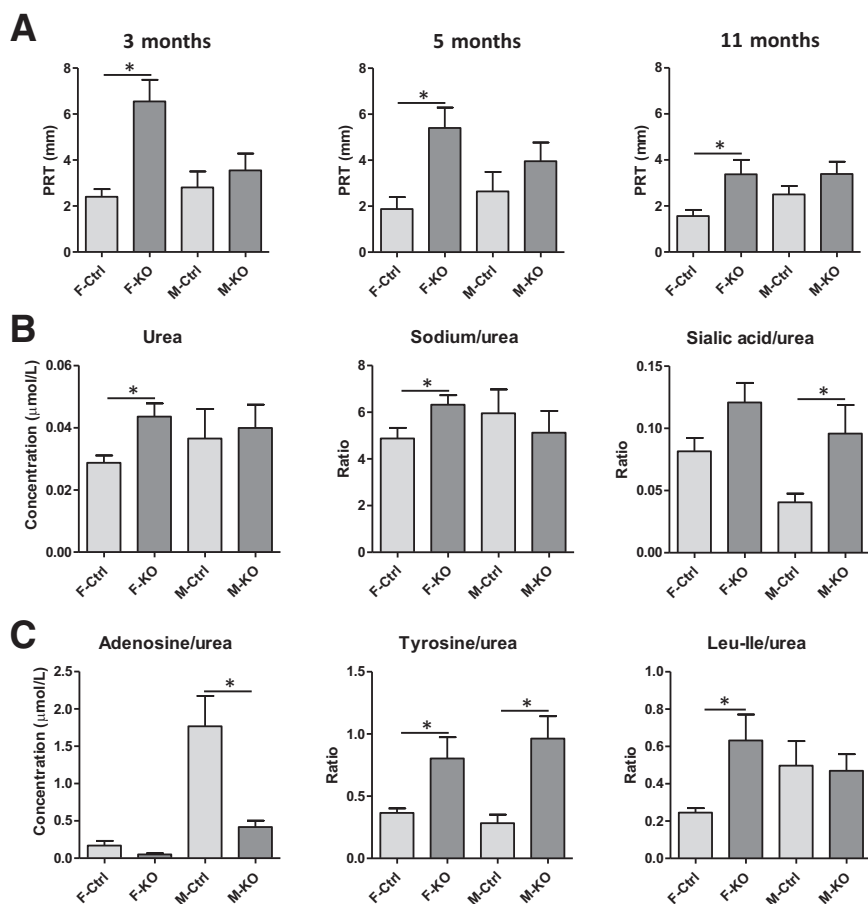 A
3 months
5 months
11 months
PRT (mm)
8
6
4
2
0
*
F-Ctrl
F-KO
M-Ctrl
M-KO
PRT (mm)
8
6
4
2
0
*
F-Ctrl
F-KO
M-Ctrl
M-KO
PRT (mm)
8
6
4
2
0
*
F-Ctrl
F-KO
M-Ctrl
M-KO
B
Urea
Sodium/urea
Sialic acid/urea
Concentration (μmol/L)
0.06
0.04
0.02
0.00
*
F-Ctrl
F-KO
M-Ctrl
M-KO
Ratio
8
6
4
2
0
*
F-Ctrl
F-KO
M-Ctrl
M-KO
Ratio
0.15
0.10
0.05
0.00
*
F-Ctrl
F-KO
M-Ctrl
M-KO
C
Adenosine/urea
Tyrosine/urea
Leu-Ile/urea
Concentration (μmol/L)
2.5
2.0
1.5
1.0
0.5
0.0
*
F-Ctrl
F-KO
M-Ctrl
M-KO
Ratio
1.5
1.0
0.5
0.0
*
*
F-Ctrl
F-KO
M-Ctrl
M-KO
Ratio
1.0
0.8
0.6
0.4
0.2
0.0
*
F-Ctrl
F-KO
M-Ctrl
M-KO